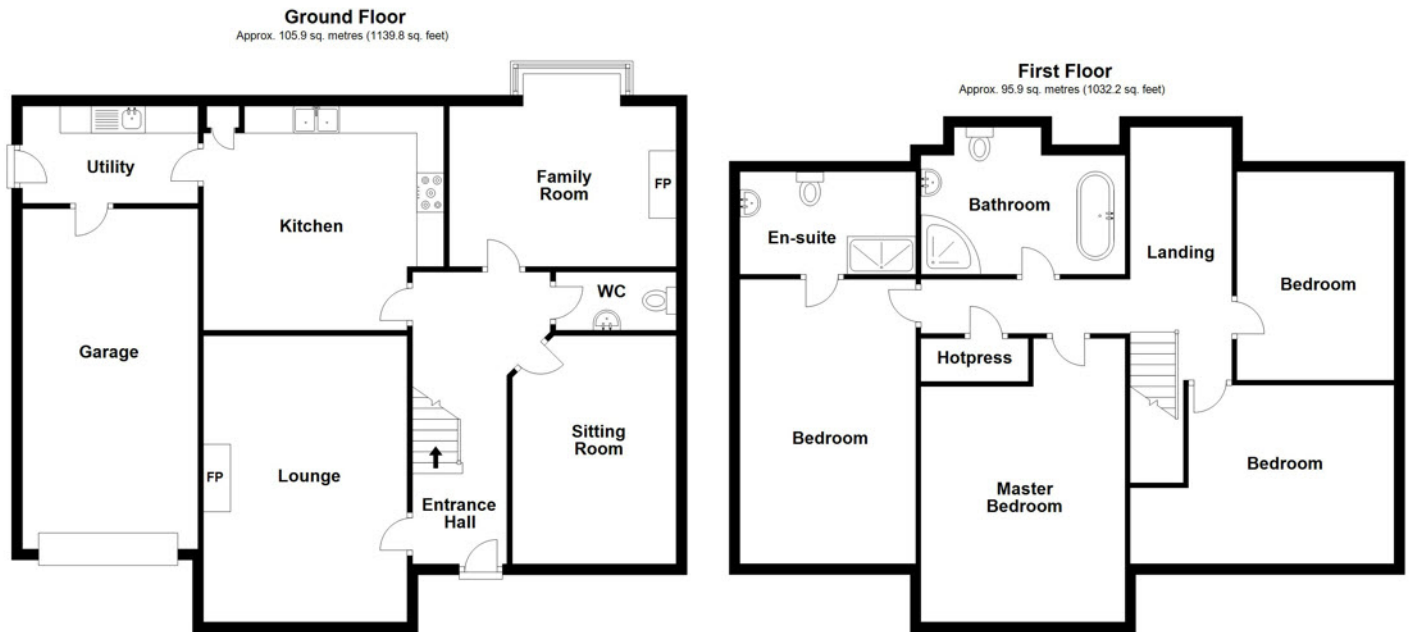 Ground Floor
Approx. 105.9 sq. metres (1139.8 sq. feet)
Utility
Kitchen
Family
Room
FP
WC
Garage
Lounge
FP
Entrance
Hall
Sitting
Room
First Floor
Approx. 95.9 sq. metres (1032.2 sq. feet)
En-suite
Bathroom
Landing
Bedroom
Hotpress
Bedroom
Master
Bedroom
Bedroom